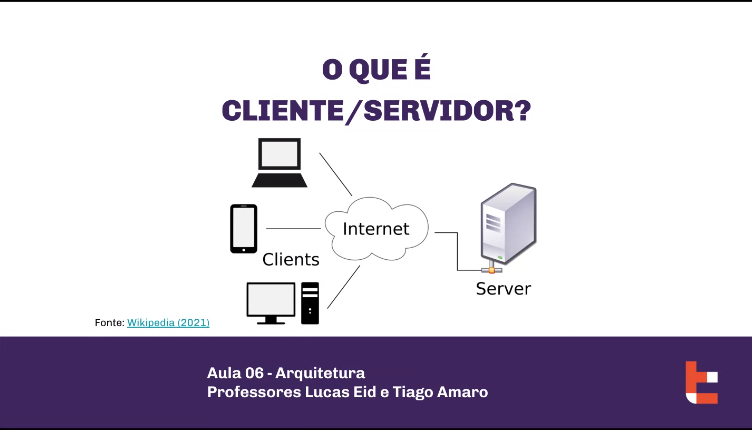 O QUE É
CLIENTE/SERVIDOR?
Internet
Clients
Server
Fonte: Wikipedia (2021)
Aula 06 - Arquitetura
Professores Lucas Eid e Tiago Amaro